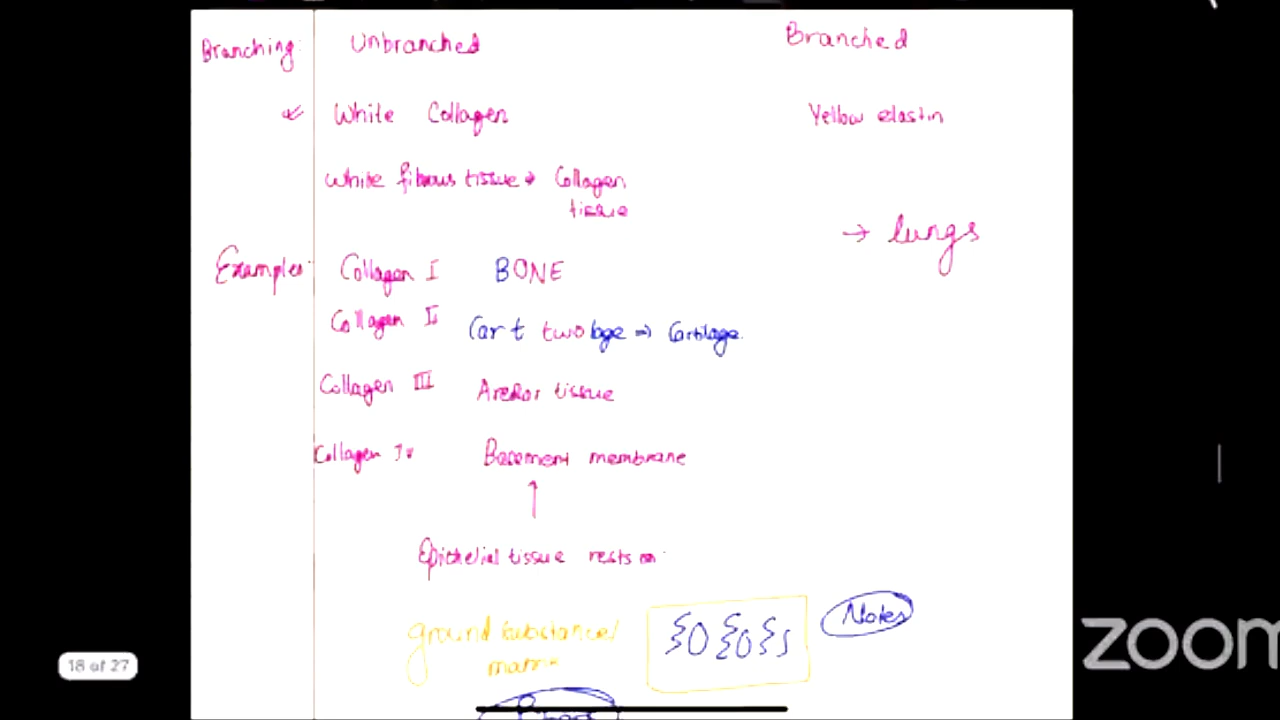 Branching: Unbranched Branched
White Collagen Yellow elastin
White fibrous tissue → Collagen
tissue
→ lungs
Examples: Collagen I BONE
Collagen II Car t two lage ⇒ Cartilage.
Collagen III Areolar tissue
Collagen IV Basement membrane
↑
Epithelial tissue rests on
ground substance/
Notes
18 of 27
zoom